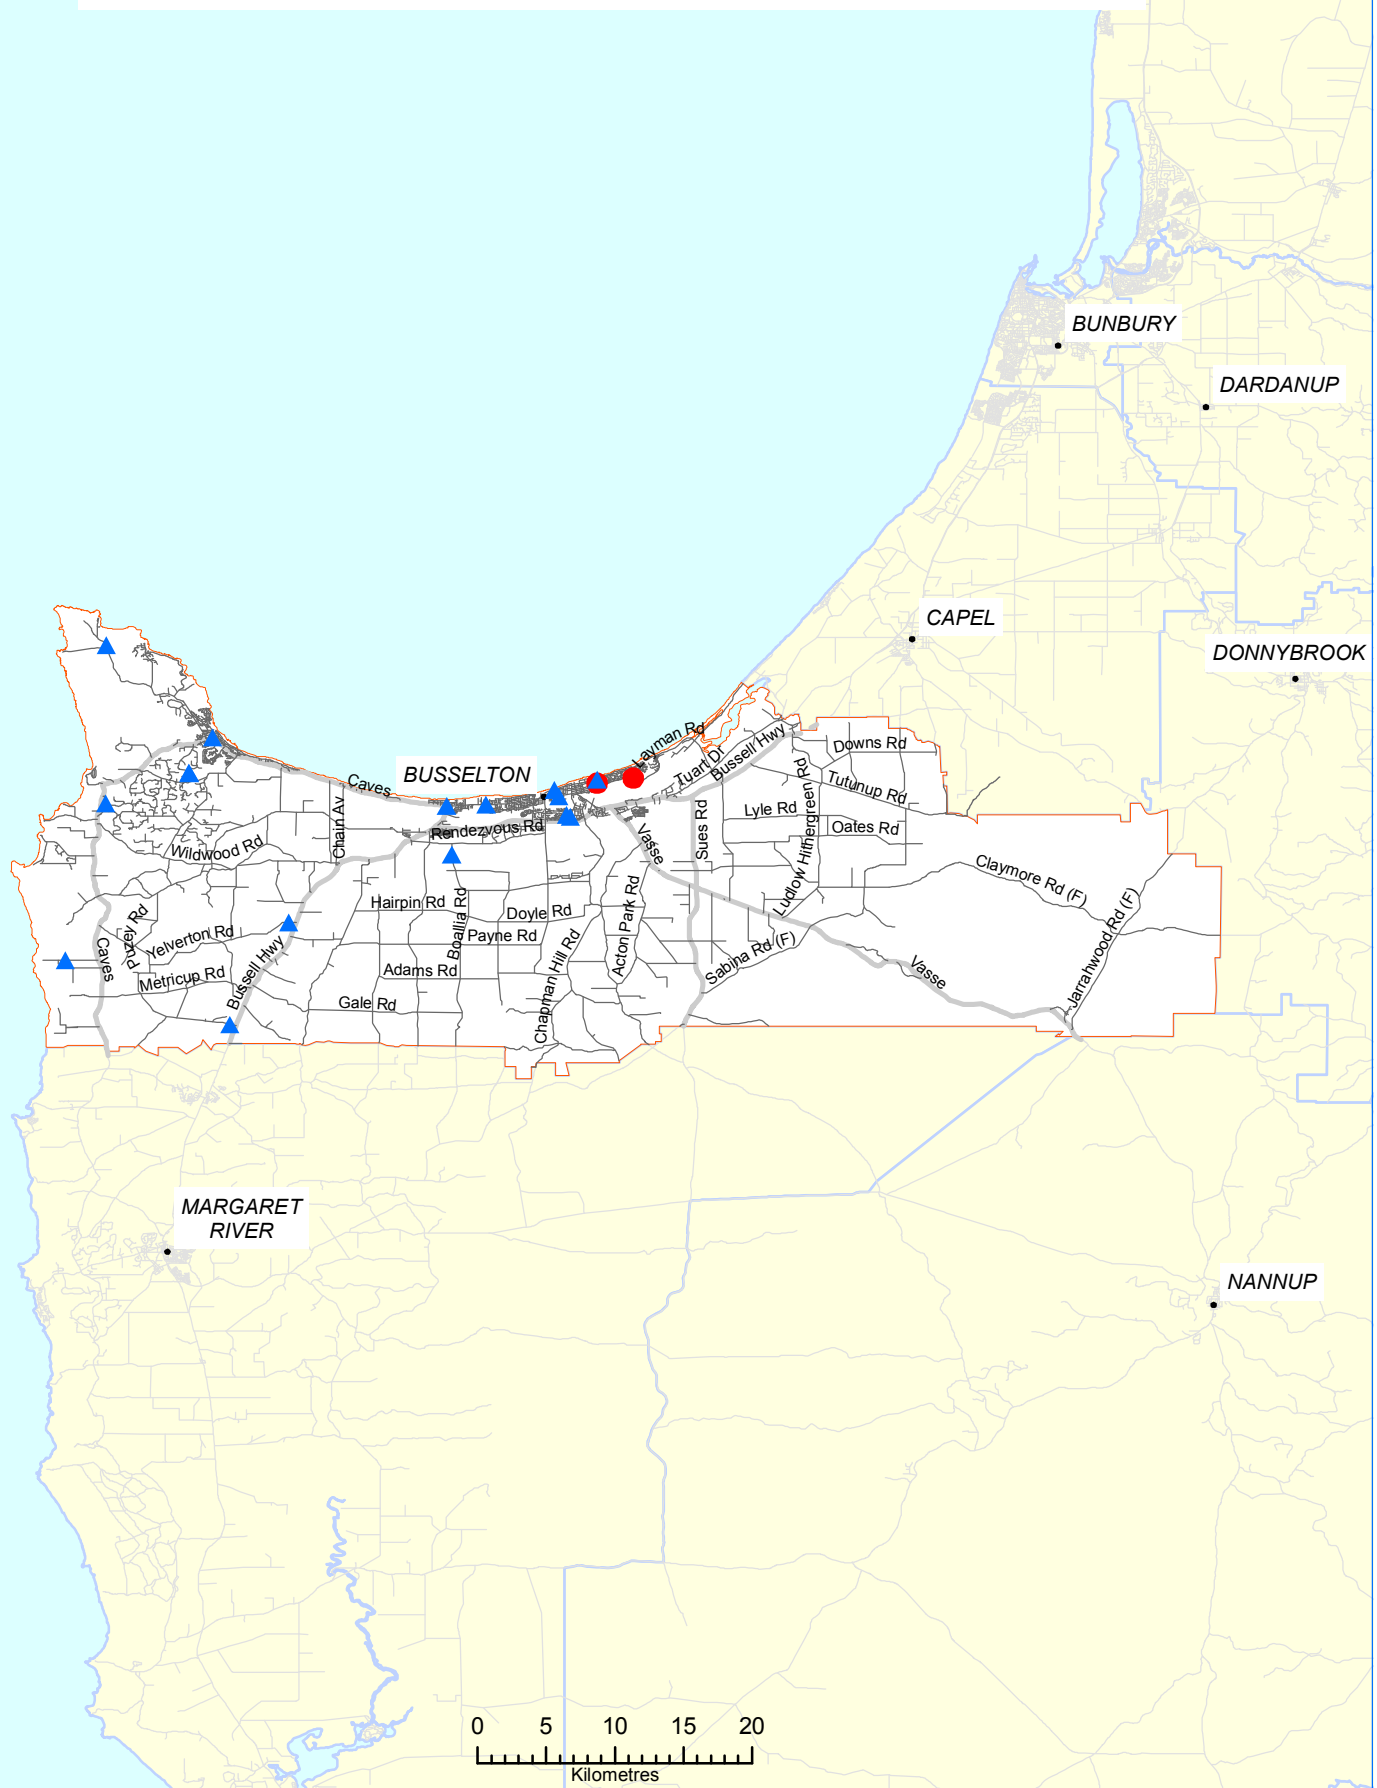 BUNBURY
DARDANUP
CAPEL
DONNYBROOK
Layman Rd
Tuart Dr
Bussell Hwy
Downs Rd
Caves
BUSSELTON
Tutunup Rd
Ludlow Hithergreen Rd
Lyle Rd
Oates Rd
Chain Av
Rendezvous Rd
Vasse
Sues Rd
Wildwood Rd
Claymore Rd (F)
Hairpin Rd
Boallia Rd
Doyle Rd
Acton Park Rd
Jarrahwood Rd (F)
Puzey Rd
Yelverton Rd
Payne Rd
Chapman Hill Rd
Sabina Rd (F)
Caves
Metricup Rd
Bussell Hwy
Adams Rd
Vasse
Gale Rd
MARGARET
RIVER
NANNUP
0 5 10 15 20
Kilometres